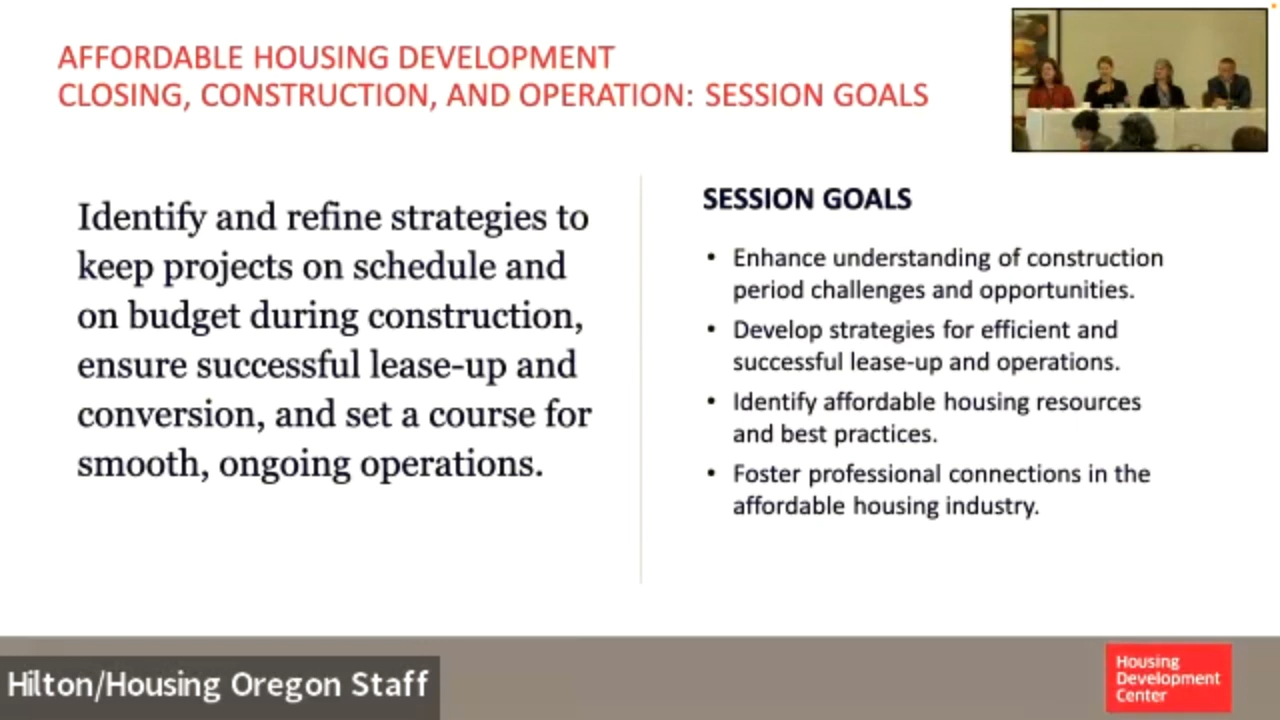 AFFORDABLE HOUSING DEVELOPMENT
CLOSING, CONSTRUCTION, AND OPERATION: SESSION GOALS
Identify and refine strategies to
keep projects on schedule and
on budget during construction,
ensure successful lease-up and
conversion, and set a course for
smooth, ongoing operations.
SESSION GOALS
• Enhance understanding of construction
period challenges and opportunities.
• Develop strategies for efficient and
successful lease-up and operations.
• Identify affordable housing resources
and best practices.
• Foster professional connections in the
affordable housing industry.
Hilton/Housing Oregon Staff
Housing
Development
Center